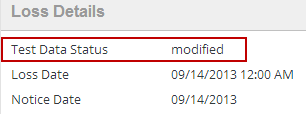 Loss Details
Test Data Status modified
Loss Date 09/14/2013 12:00 AM
Notice Date 09/14/2013